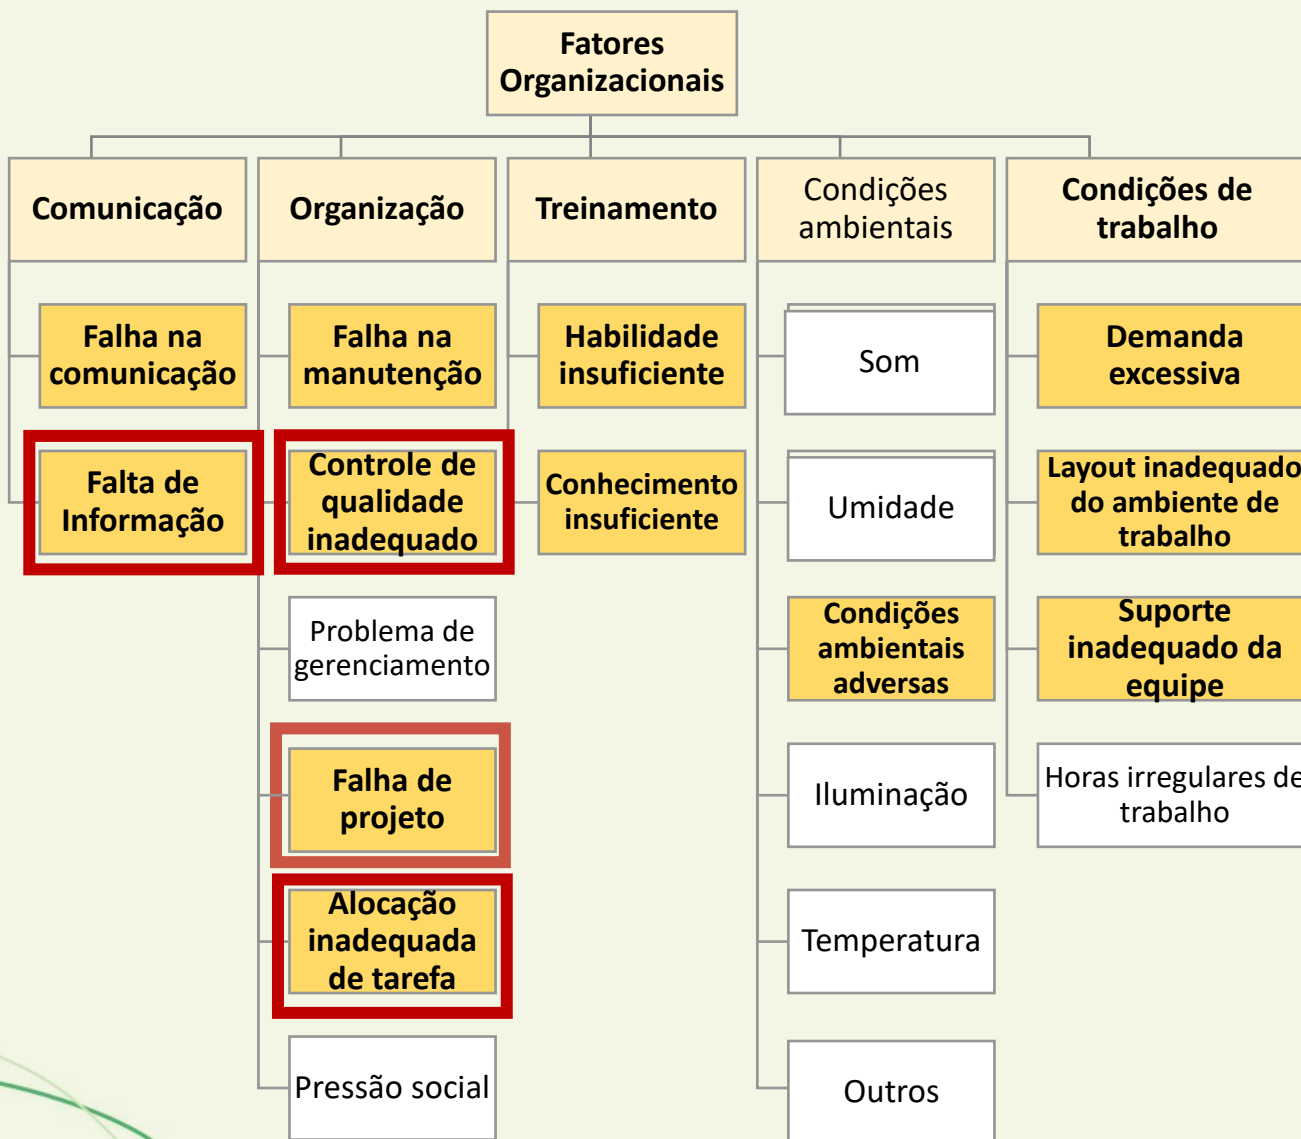 Fatores
Organizacionais
Comunicação
Organização
Treinamento
Condições
ambientais
Condições de
trabalho
Falha na
comunicação
Falta de
Informação
Falha na
manutenção
Controle de
qualidade
inadequado
Problema de
gerenciamento
Falha de
projeto
Alocação
inadequada
de tarefa
Pressão social
Habilidade
insuficiente
Conhecimento
insuficiente
Som
Umidade
Condições
ambientais
adversas
Iluminação
Temperatura
Outros
Demanda
excessiva
Layout inadequado
do ambiente de
trabalho
Suporte
inadequado da
equipe
Horas irregulares de
trabalho